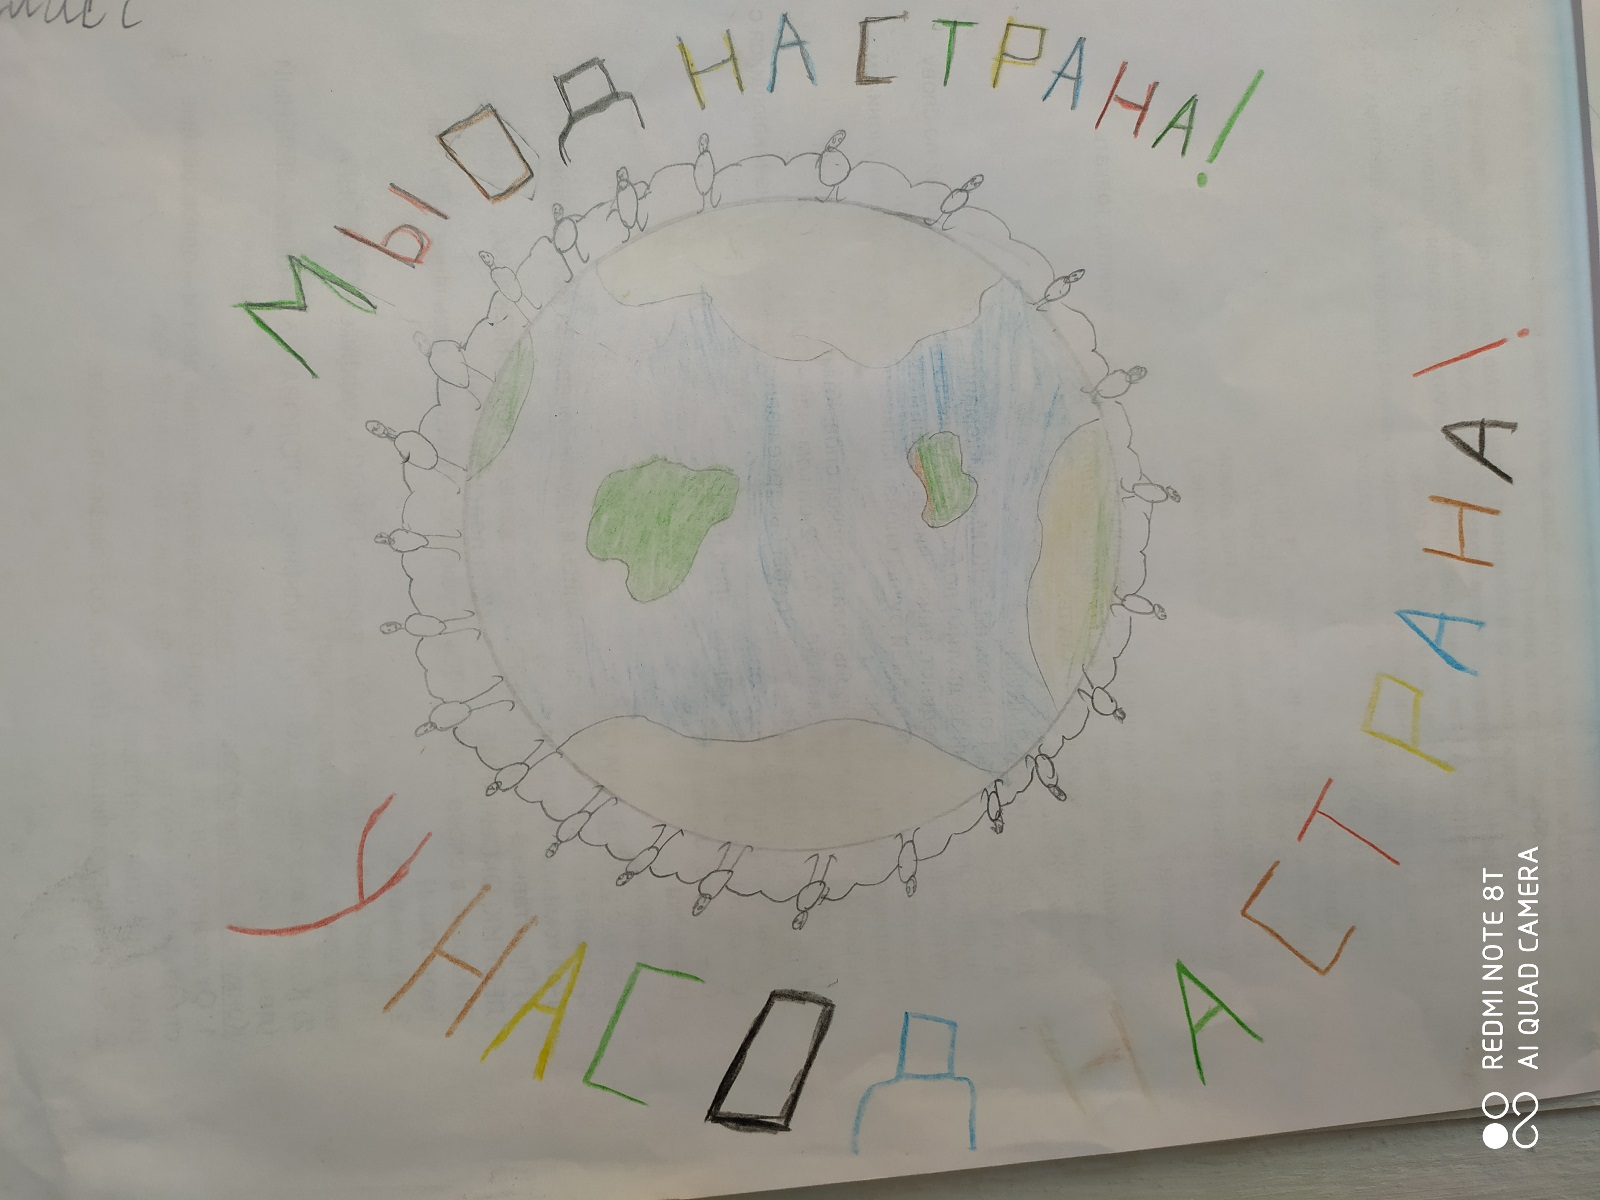 МЫ ОДНА СТРАНА!
У НАС ОДНА СТРАНА!
REDMI NOTE 8T
AI QUAD CAMERA